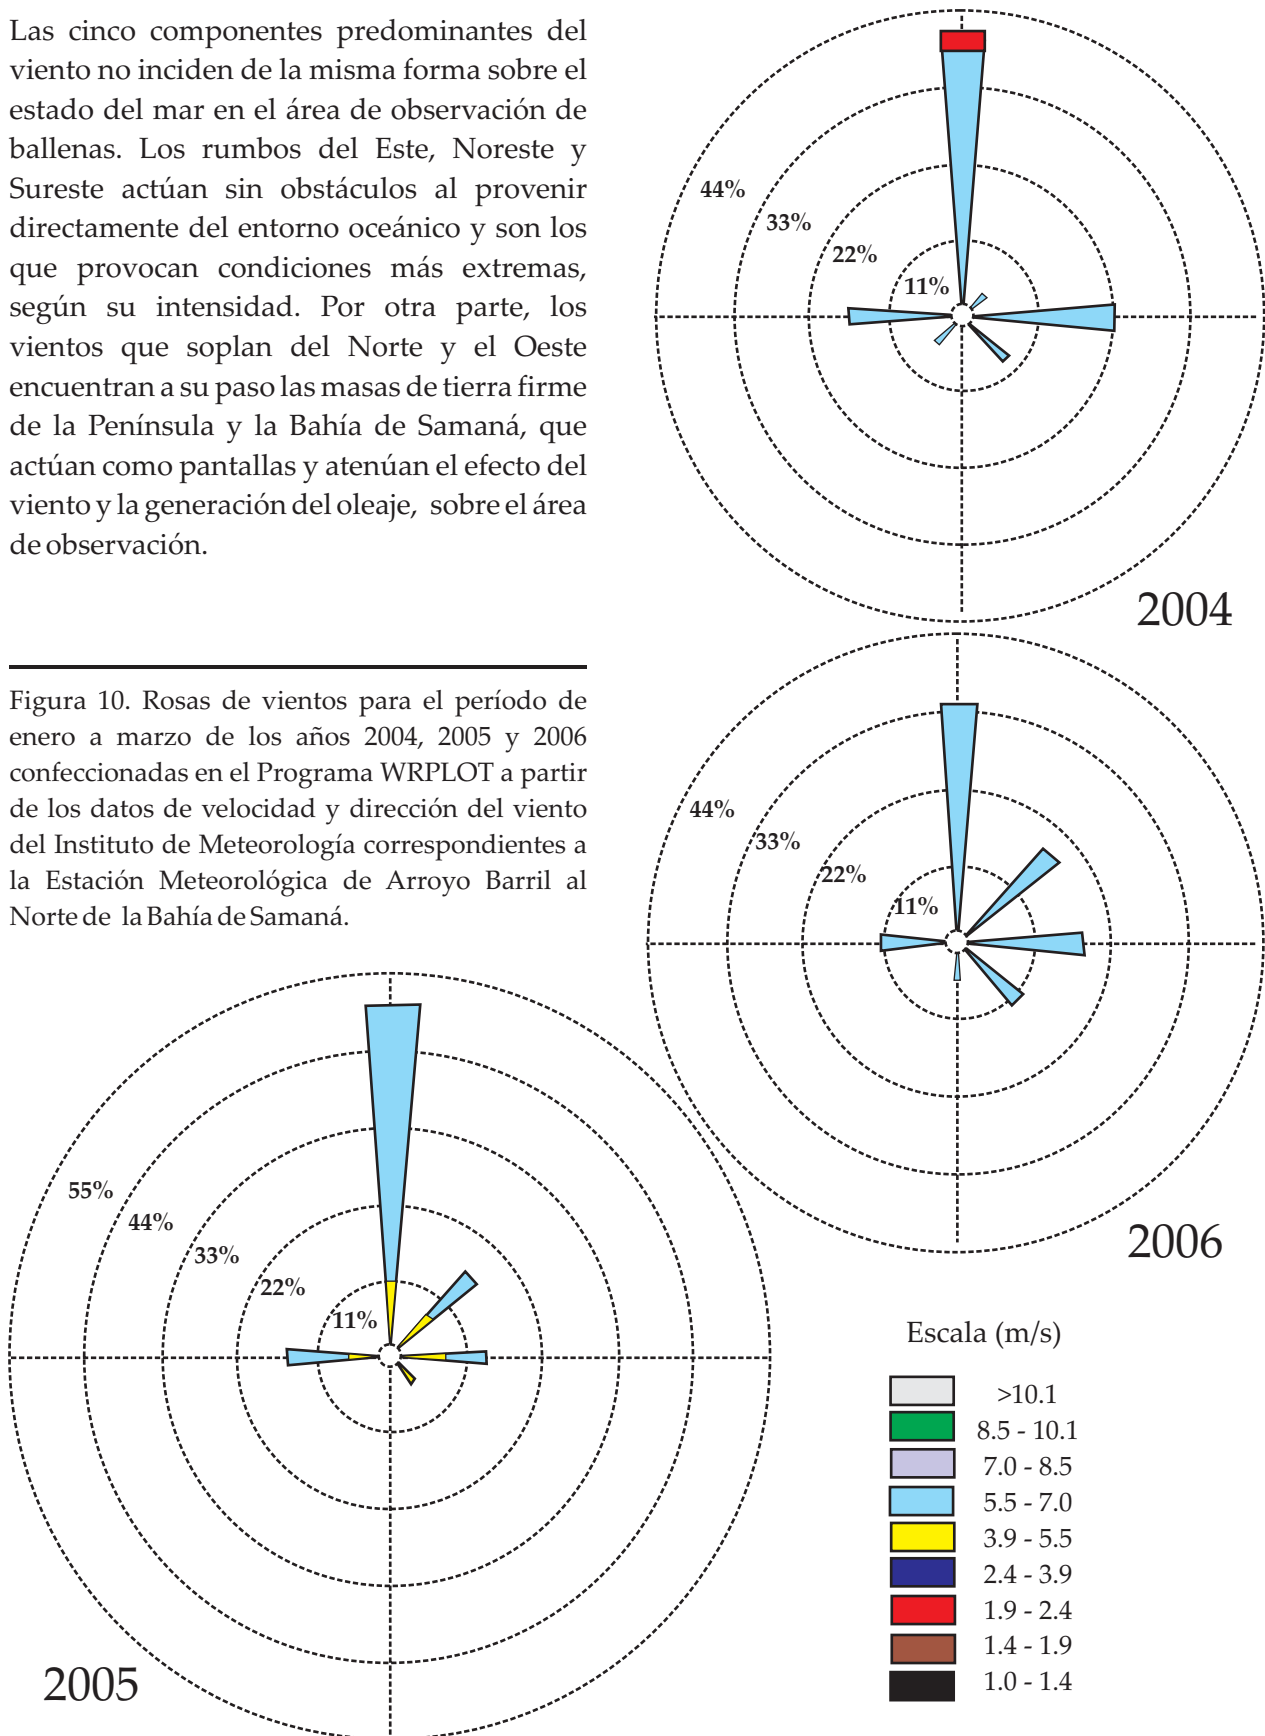 Las cinco componentes predominantes del
viento no inciden de la misma forma sobre el
estado del mar en el área de observación de
ballenas. Los rumbos del Este, Noreste y
Sureste actúan sin obstáculos al provenir
directamente del entorno oceánico y son los
que provocan condiciones más extremas,
según su intensidad. Por otra parte, los
vientos que soplan del Norte y el Oeste
encuentran a su paso las masas de tierra firme
de la Península y la Bahía de Samaná, que
actúan como pantallas y atenúan el efecto del
viento y la generación del oleaje, sobre el área
de observación.
Figura 10. Rosas de vientos para el período de
enero a marzo de los años 2004, 2005 y 2006
confeccionadas en el Programa WRPLOT a partir
de los datos de velocidad y dirección del viento
del Instituto de Meteorología correspondientes a
la Estación Meteorológica de Arroyo Barril al
Norte de la Bahía de Samaná.
44%
33%
22%
11%
2004
44%
33%
22%
11%
2006
55%
44%
33%
22%
11%
2005
Escala (m/s)
>10.1
8.5 - 10.1
7.0 - 8.5
5.5 - 7.0
3.9 - 5.5
2.4 - 3.9
1.9 - 2.4
1.4 - 1.9
1.0 - 1.4